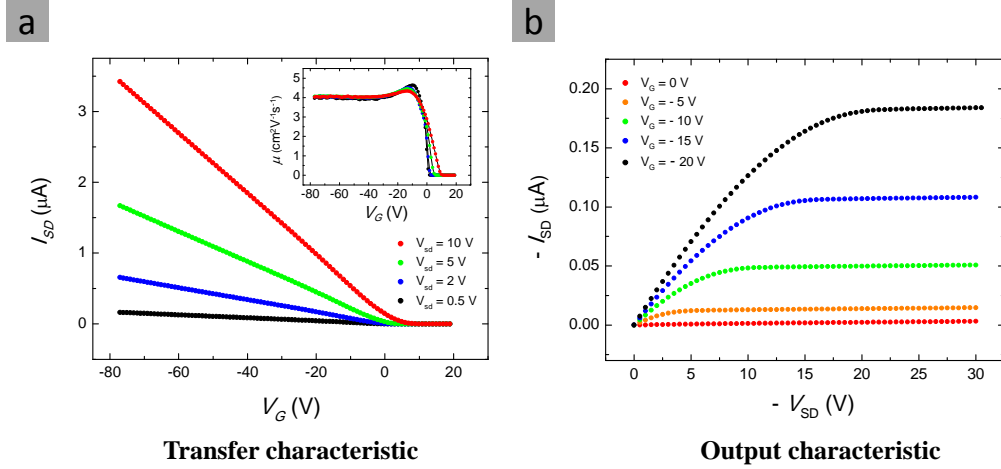 a
I_SD (μA)
3
2
1
0
-80
-60
-40
-20
0
20
V_G (V)
μ (cm²V⁻¹s⁻¹)
6
5
4
3
2
1
0
-80
-60
-40
-20
0
20
V_G (V)
V_sd = 10 V
V_sd = 5 V
V_sd = 2 V
V_sd = 0.5 V
Transfer characteristic
b
- I_SD (μA)
0.20
0.15
0.10
0.05
0.00
0
5
10
15
20
25
30
- V_SD (V)
V_G = 0 V
V_G = - 5 V
V_G = - 10 V
V_G = - 15 V
V_G = - 20 V
Output characteristic